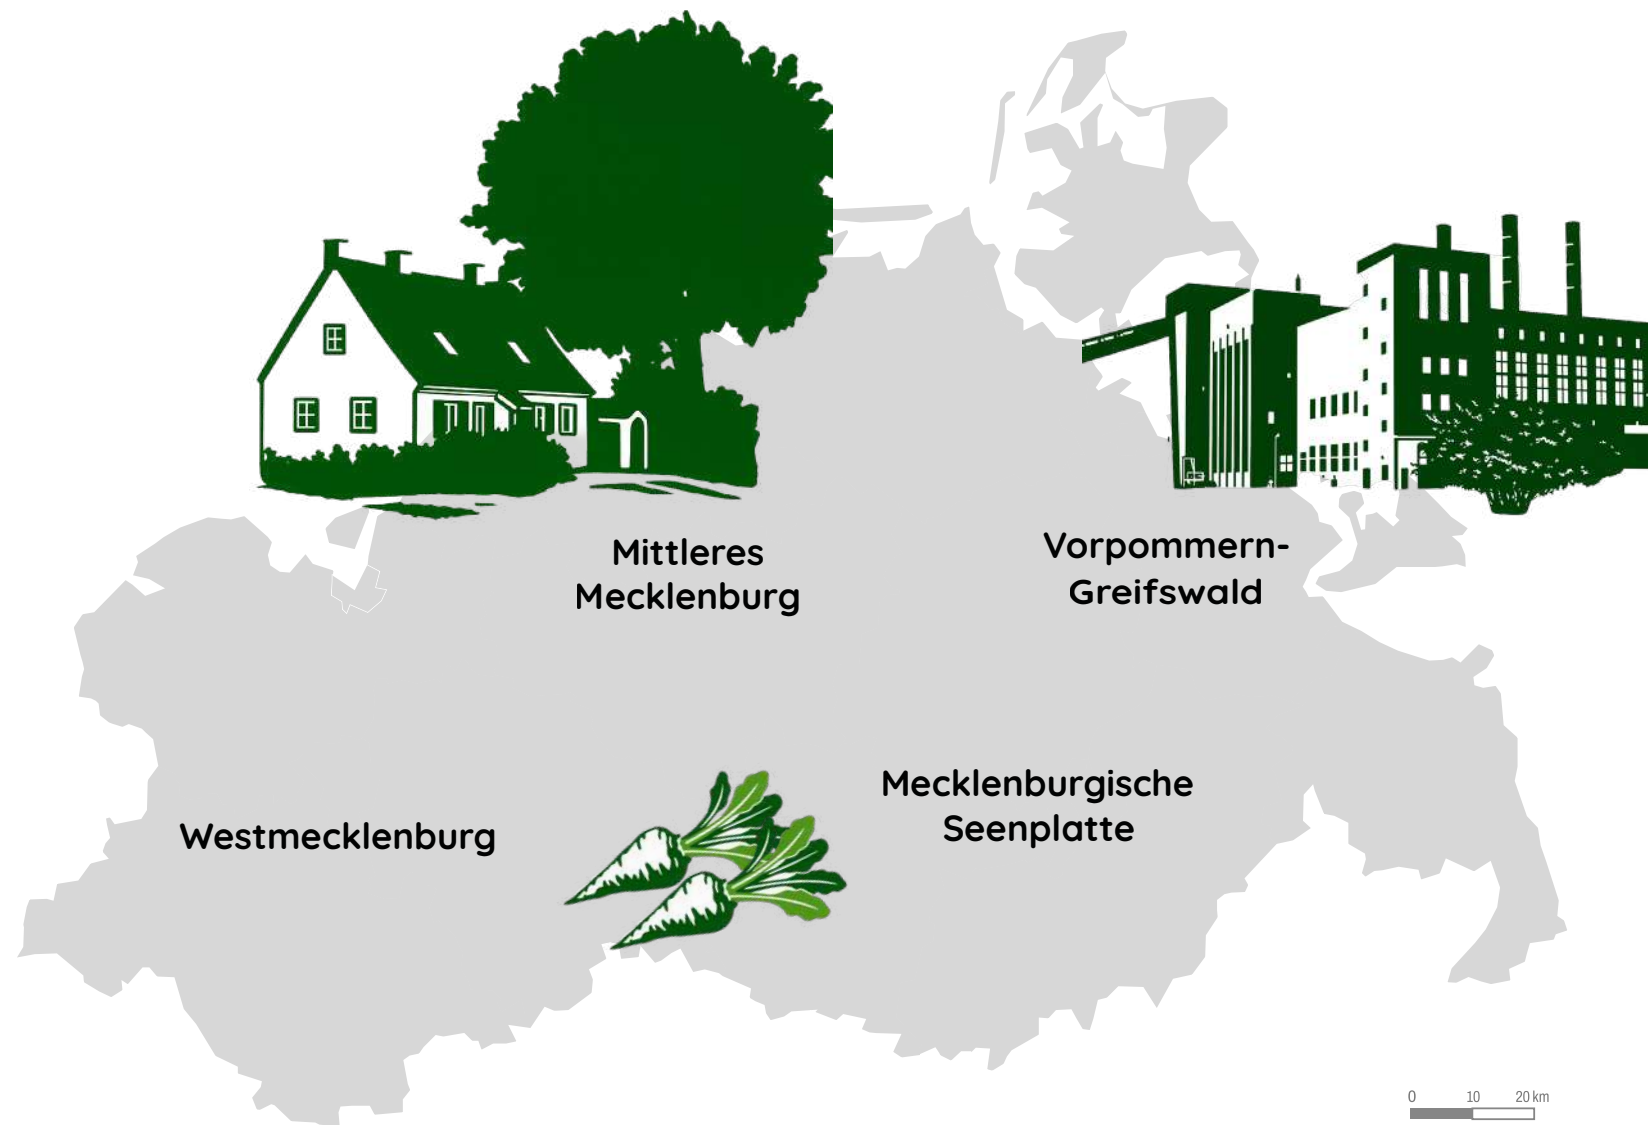 Mittleres
Mecklenburg
Vorpommern-
Greifswald
Mecklenburgische
Seenplatte
Westmecklenburg
0 10 20 km